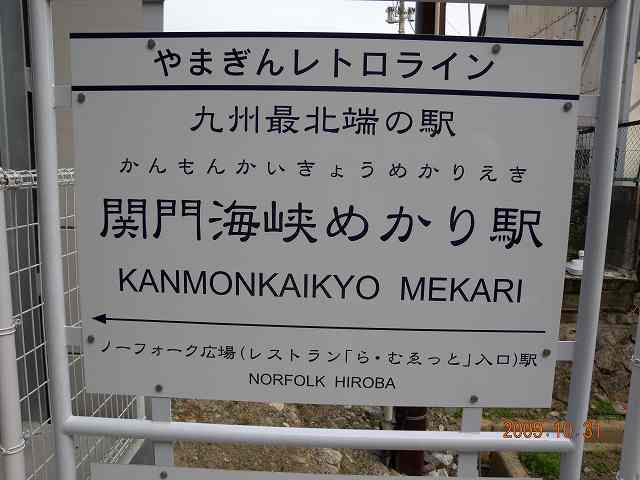 やまぎんレトロライン
九州最北端の駅
かんもんかいきょうめかりえき
関門海峡めかり駅
KANMONKAIKYO MEKARI
ノーフォーク広場(レストラン「ら・むゑっと」入口)駅
NORFOLK HIROBA
2009.10.31